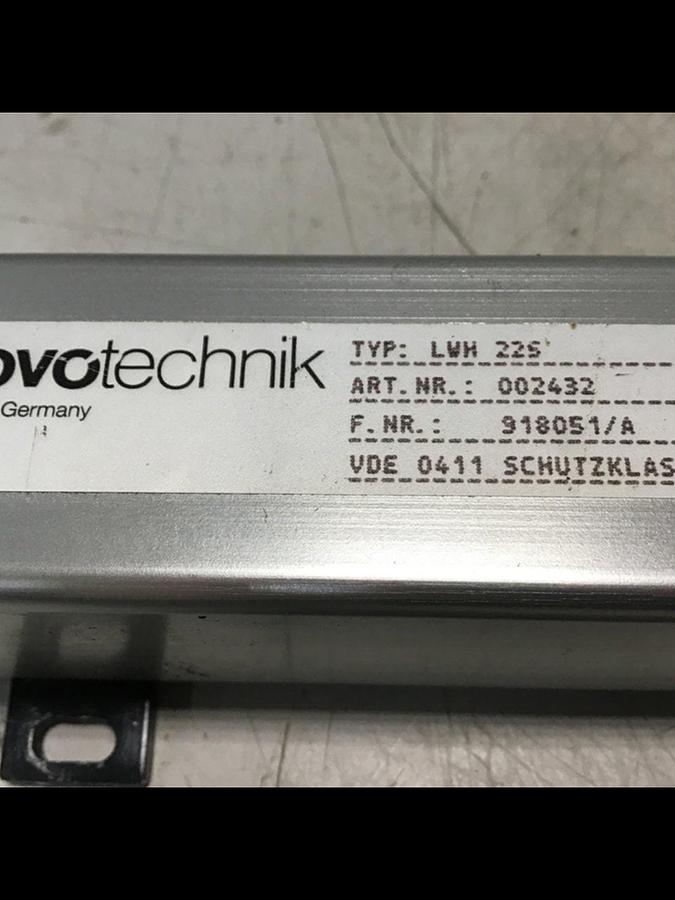 ovotechnik
Germany
TYP: LWH 225
ART.NR.: 002432
F.NR.: 918051/A
VDE 0411 SCHUTZKLAS